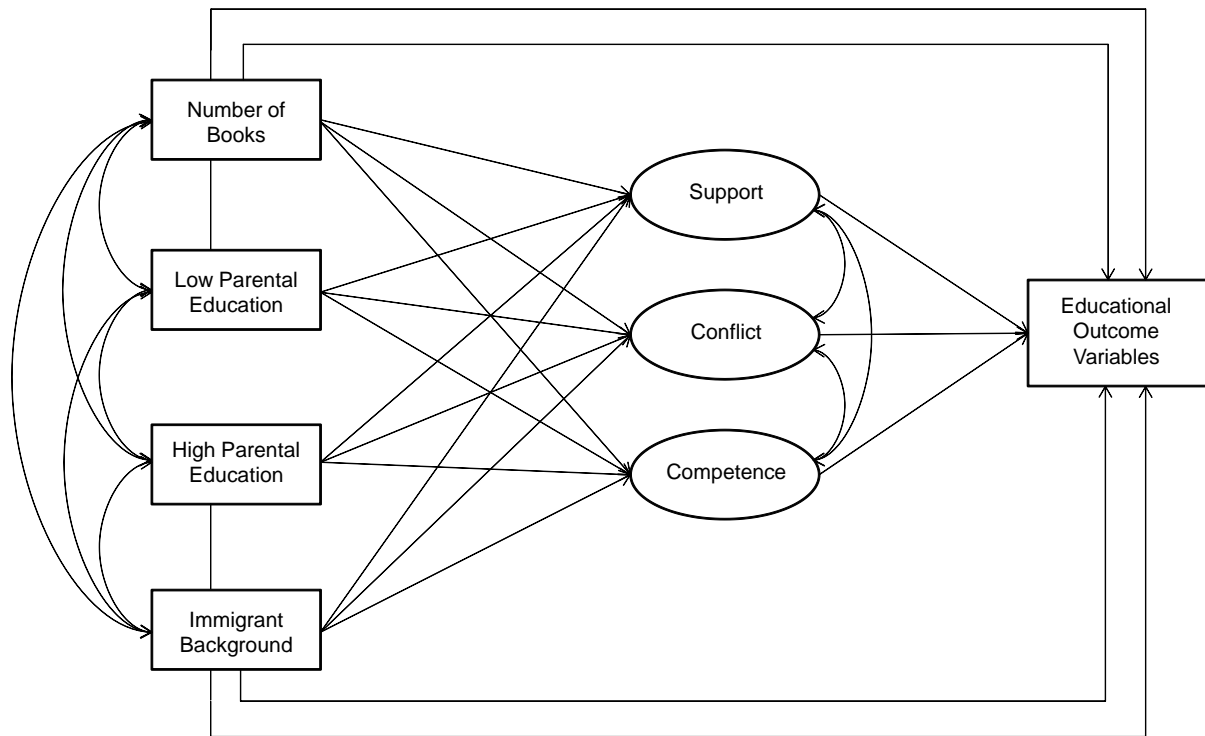 Number of
Books
Low Parental
Education
High Parental
Education
Immigrant
Background
Support
Conflict
Competence
Educational
Outcome
Variables